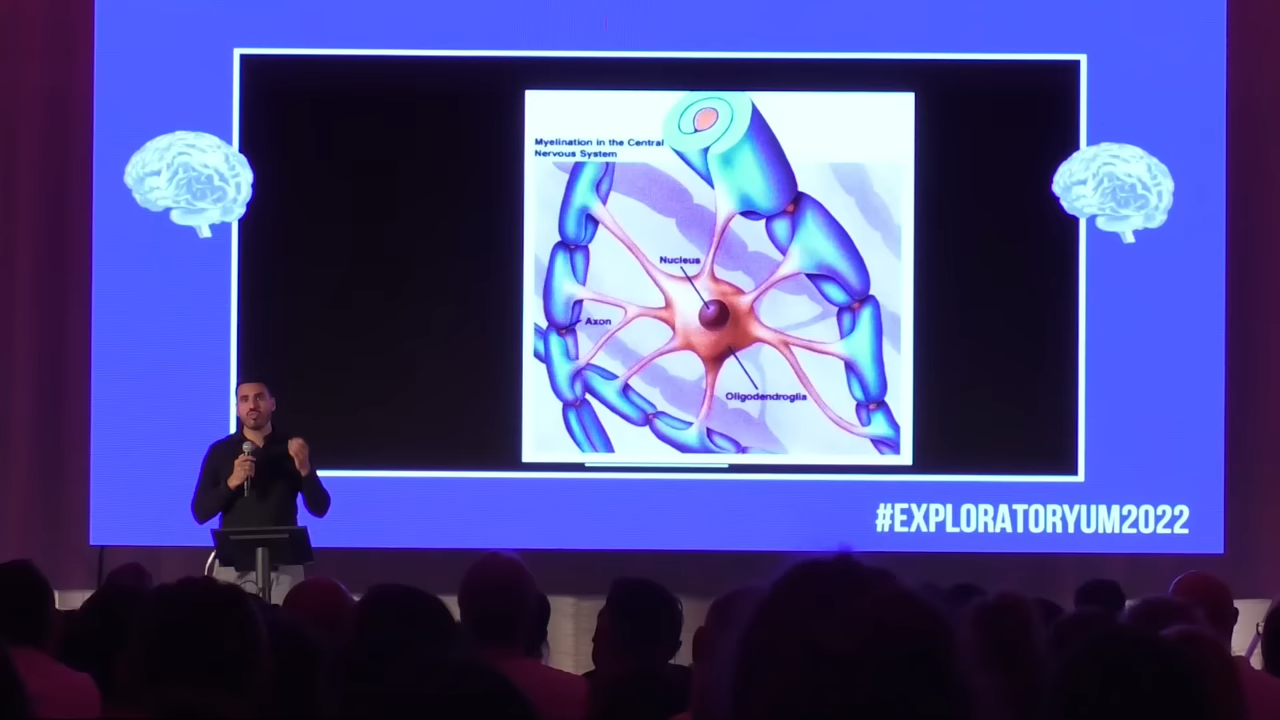 Myelination in the Central
Nervous System
Nucleus
Axon
Oligodendroglia
#EXPLORATORYUM2022